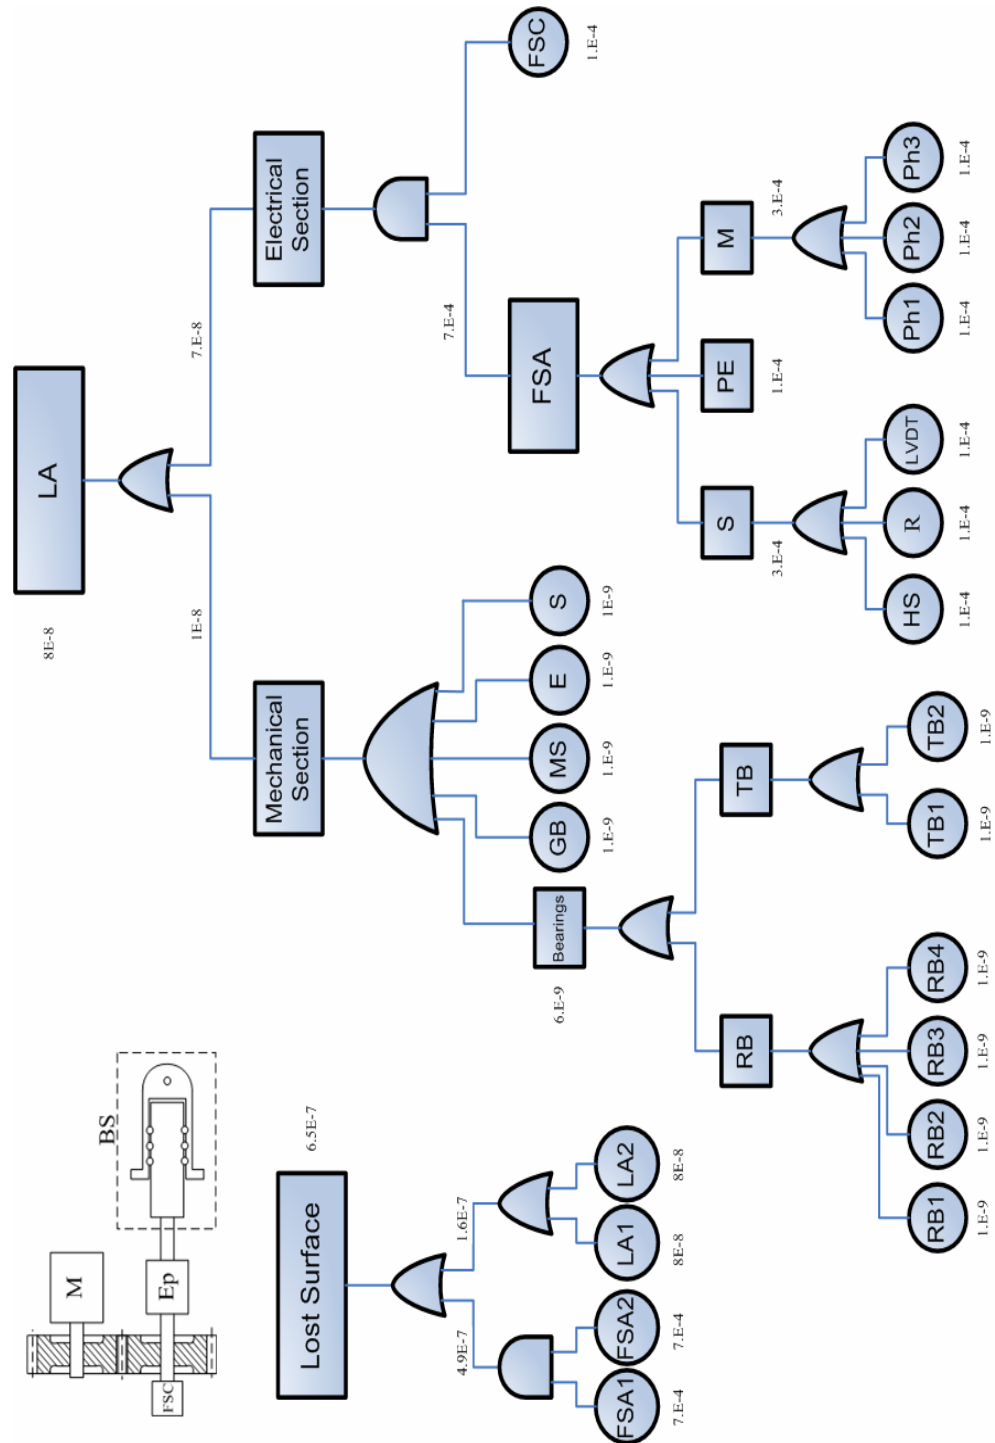 LA
8E-8
1E-8
7.E-8
Mechanical
Section
Electrical
Section
7.E-4
FSC
1.E-4
Bearings
6.E-9
GB
1.E-9
MS
1.E-9
E
1.E-9
S
1E-9
FSA
RB
TB
S
3.E-4
PE
1.E-4
M
3.E-4
RB1
1.E-9
RB2
1.E-9
RB3
1.E-9
RB4
1.E-9
TB1
1.E-9
TB2
1.E-9
HS
1.E-4
R
1.E-4
LVDT
1.E-4
Ph1
1.E-4
Ph2
1.E-4
Ph3
1.E-4
M
FSC
Ep
BS
Lost Surface
6.5E-7
4.9E-7
1.6E-7
FSA1
7.E-4
FSA2
7.E-4
LA1
8E-8
LA2
8E-8